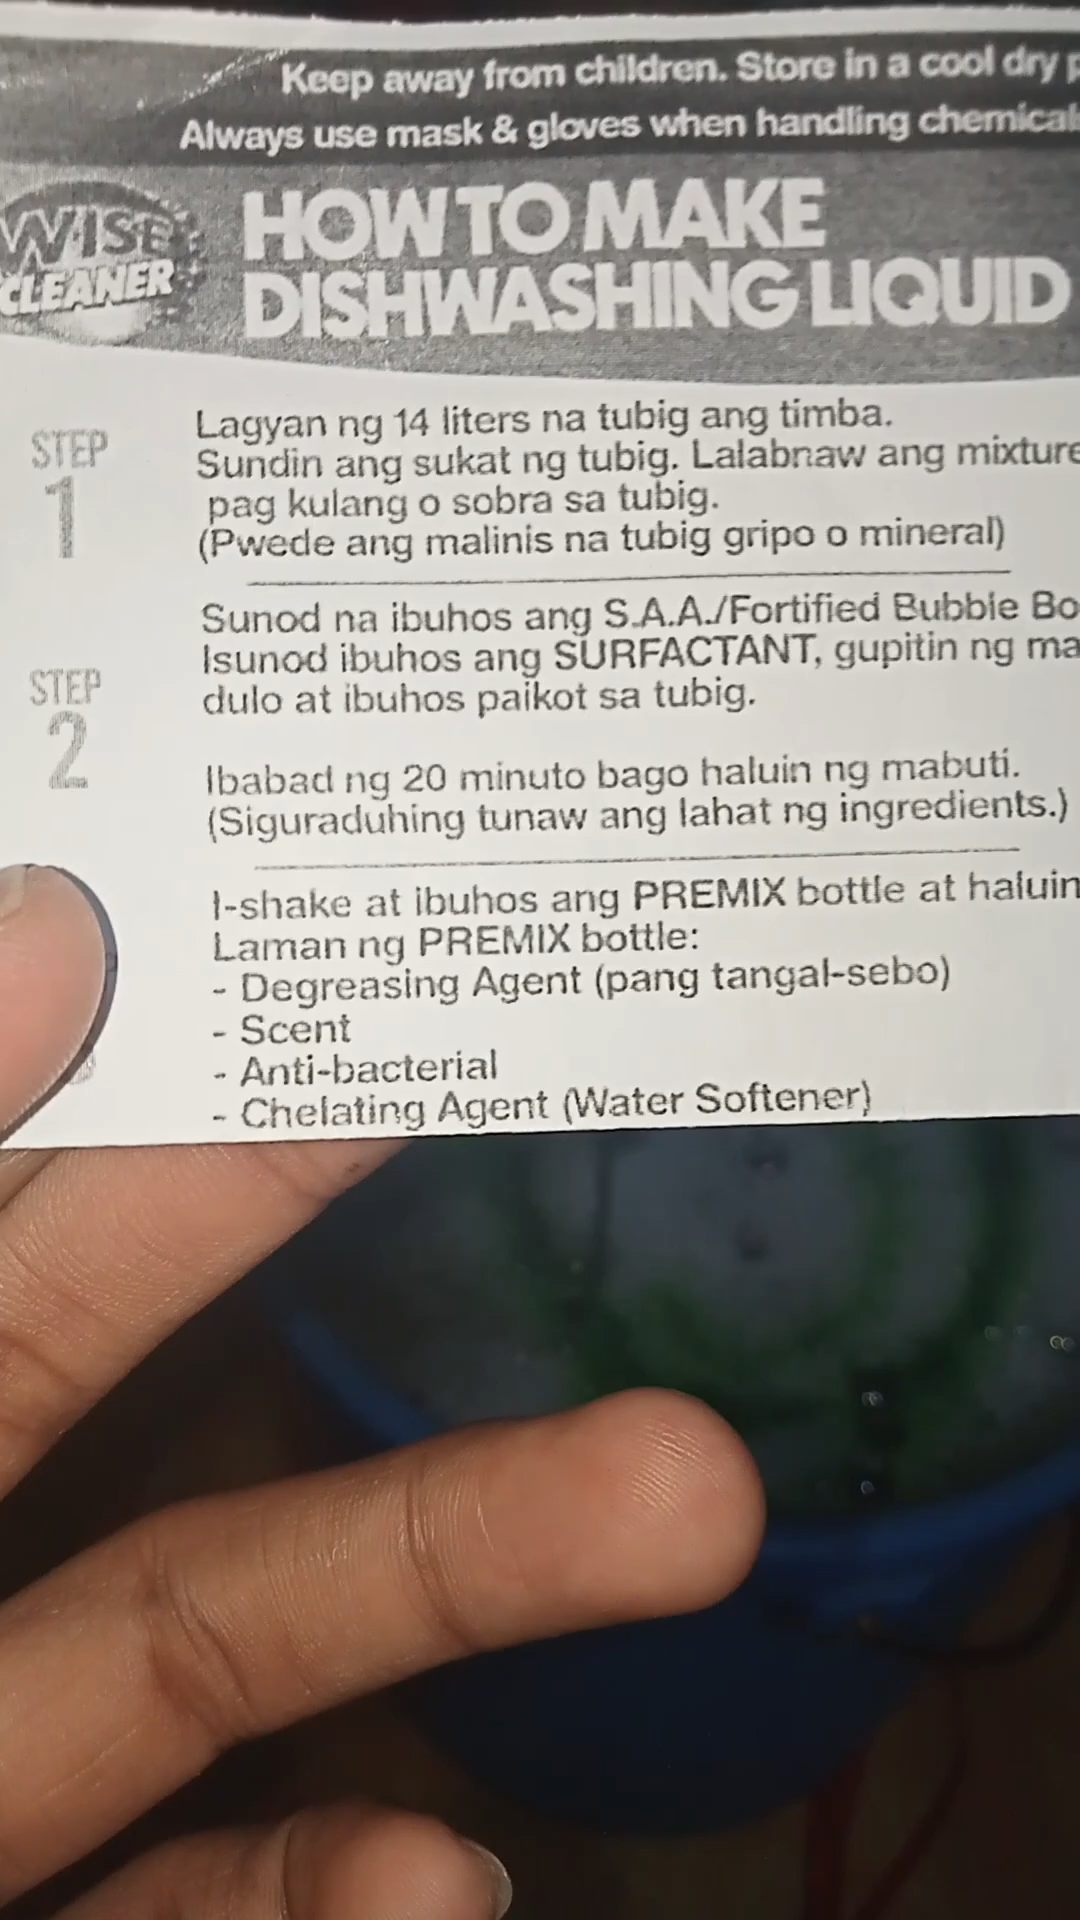 Keep away from children. Store in a cool dry
Always use mask & gloves when handling chemicals
WISE
CLEANER
HOW TO MAKE
DISHWASHING LIQUID
STEP
1
Lagyan ng 14 liters na tubig ang timba.
Sundin ang sukat ng tubig. Lalabnaw ang mixture
pag kulang o sobra sa tubig.
(Pwede ang malinis na tubig gripo o mineral)
STEP
2
Sunod na ibuhos ang S.A.A./Fortified Bubble
Isunod ibuhos ang SURFACTANT, gupitin ng
dulo at ibuhos paikot sa tubig.
Ibabad ng 20 minuto bago haluin ng mabuti.
(Siguraduhing tunaw ang lahat ng ingredients.)
I-shake at ibuhos ang PREMIX bottle at haluin
Laman ng PREMIX bottle:
- Degreasing Agent (pang tangal-sebo)
- Scent
- Anti-bacterial
- Chelating Agent (Water Softener)